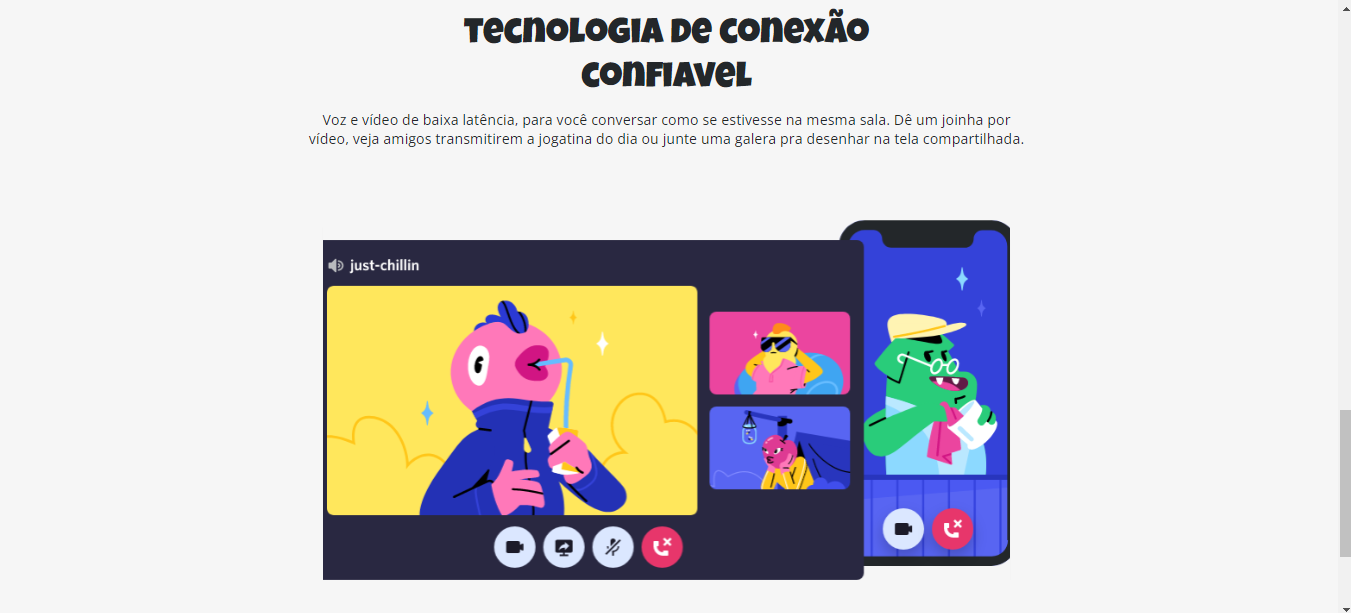 TECNOLOGIA DE CONEXÃO
CONFIAVEL
Voz e vídeo de baixa latência, para você conversar como se estivesse na mesma sala. Dê um joinha por
vídeo, veja amigos transmitirem a jogatina do dia ou junte uma galera pra desenhar na tela compartilhada.
just-chillin